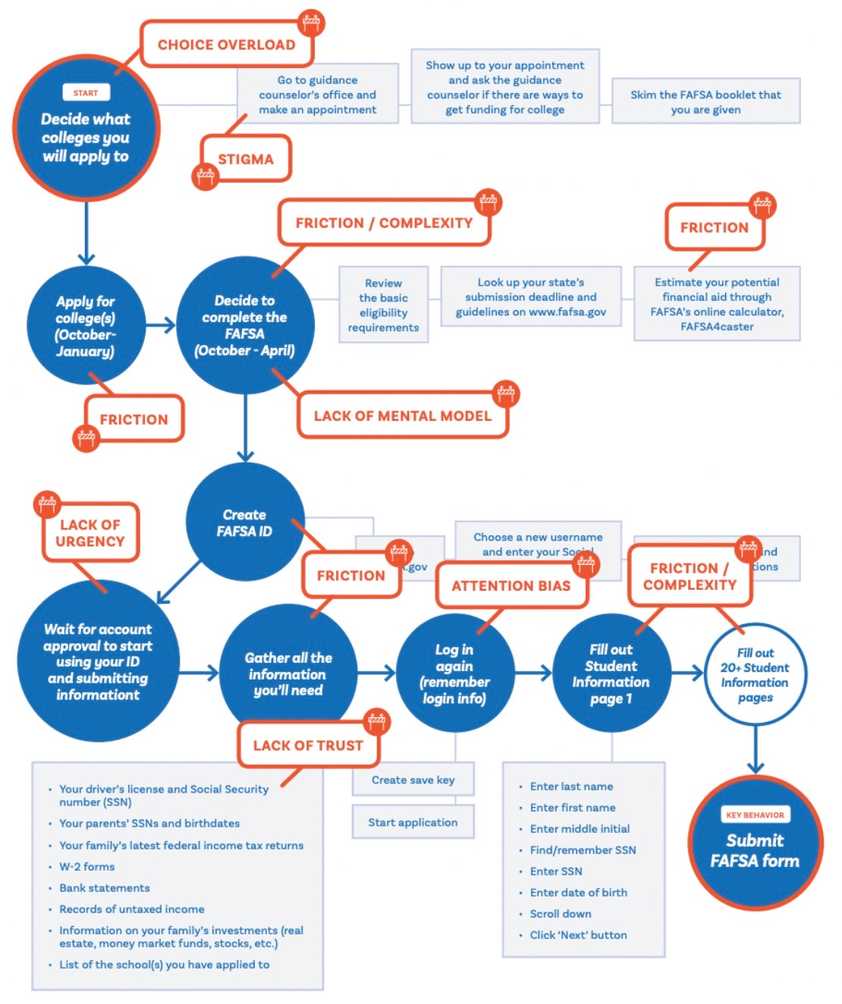 CHOICE OVERLOAD
START
Decide what
colleges you
will apply to
Go to guidance
counselor's office and
make an appointment
Show up to your appointment
and ask the guidance
counselor if there are ways to
get funding for college
Skim the FAFSA booklet that
you are given
STIGMA
FRICTION / COMPLEXITY
FRICTION
Apply for
college(s)
(October-
January)
Decide to
complete the
FAFSA
(October - April)
Review
the basic
eligibility
requirements
Look up your state's
submission deadline and
guidelines on www.fafsa.gov
Estimate your potential
financial aid through
FAFSA's online calculator,
FAFSA4caster
FRICTION
LACK OF MENTAL MODEL
Create
FAFSA ID
LACK OF
URGENCY
.gov
Choose a new username
and enter your Social
FRICTION
ATTENTION BIAS
FRICTION /
COMPLEXITY
Wait for account
approval to start
using your ID
and submitting
informationt
Gather all the
information
you'll need
Log in
again
(remember
login info)
Fill out
Student
Information
page 1
Fill out
20+ Student
Information
pages
LACK OF TRUST
• Your driver's license and Social Security
number (SSN)
• Your parents' SSNs and birthdates
• Your family's latest federal income tax returns
• W-2 forms
• Bank statements
• Records of untaxed income
• Information on your family's investments (real
estate, money market funds, stocks, etc.)
• List of the school(s) you have applied to
Create save key
Start application
• Enter last name
• Enter first name
• Enter middle initial
• Find/remember SSN
• Enter SSN
• Enter date of birth
• Scroll down
• Click 'Next' button
KEY BEHAVIOR
Submit
FAFSA form